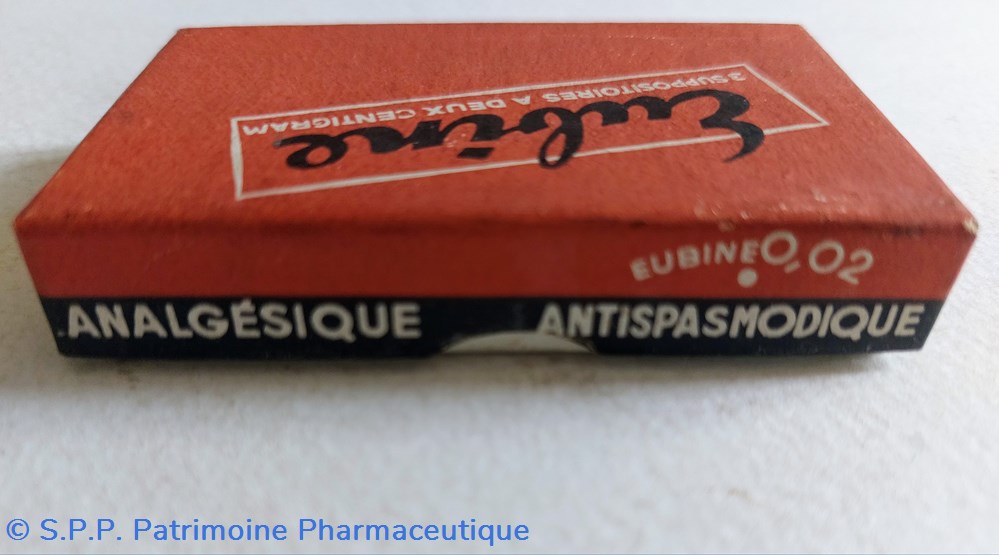 Eubine
3 SUPPOSITOIRES A DEUX CENTIGRAM
EUBINE 0,02
ANALGÉSIQUE ANTISPASMODIQUE
© S.P.P. Patrimoine Pharmaceutique